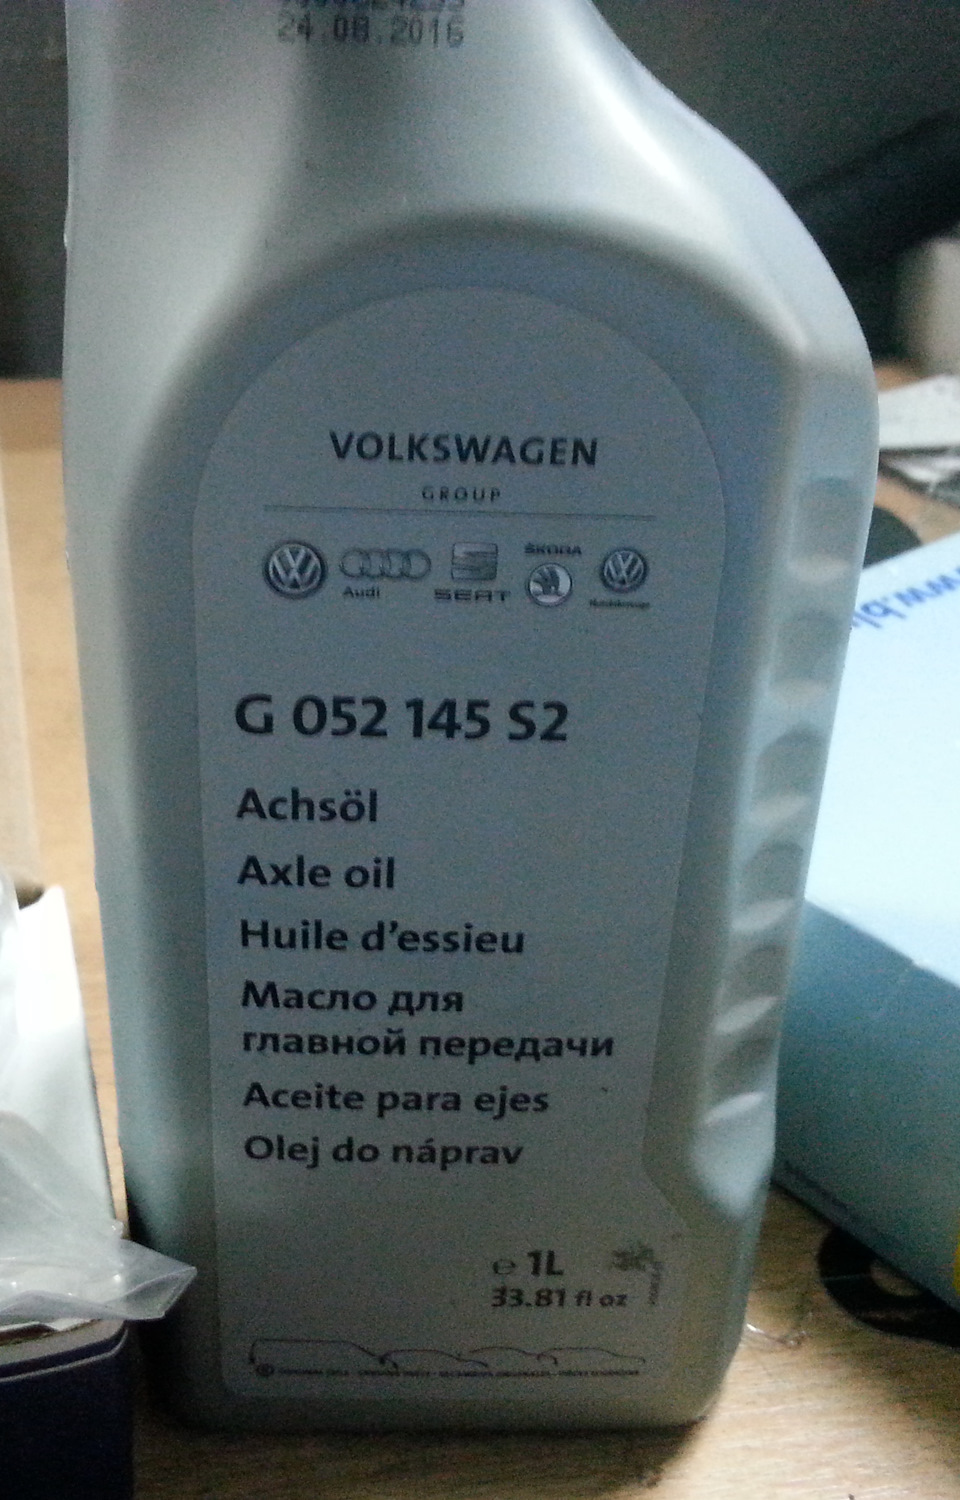 24.08.2016
VOLKSWAGEN
GROUP
Audi
SEAT
ŠKODA
G 052 145 S2
Achsöl
Axle oil
Huile d'essieu
Масло для
главной передачи
Aceite para ejes
Olej do náprav
e 1L
33.81 fl oz